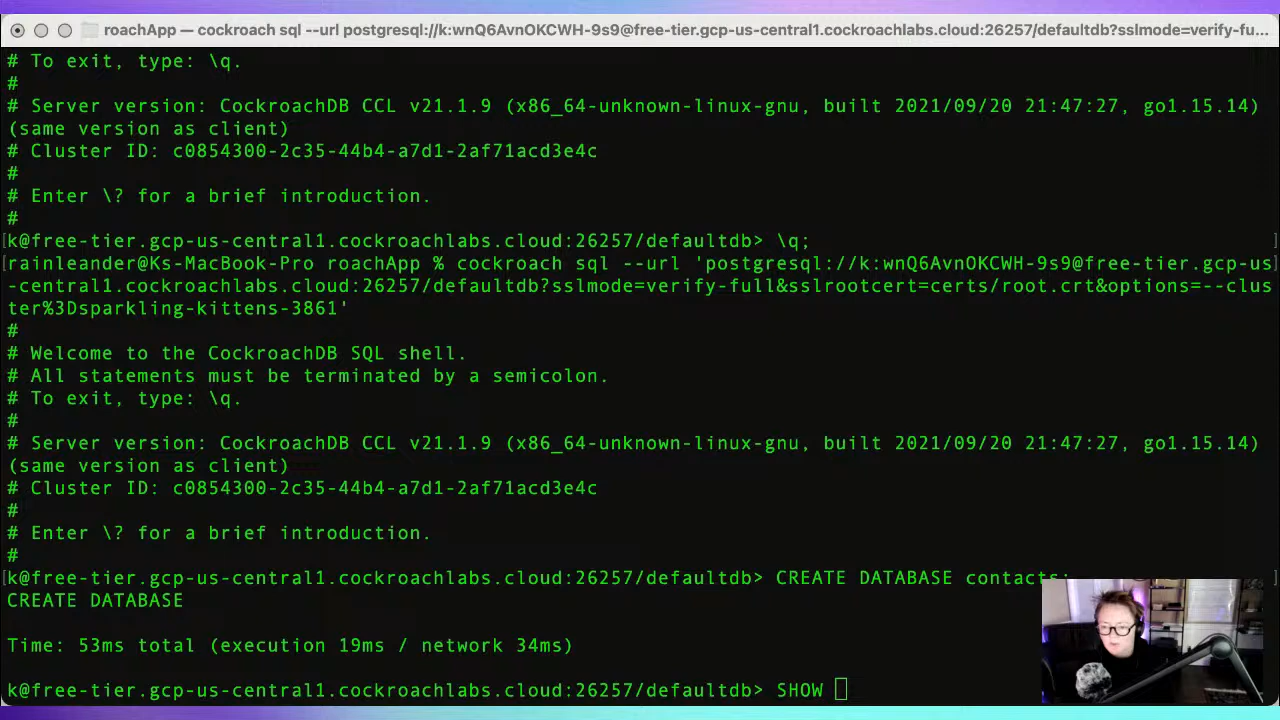 roachApp — cockroach sql --url postgresql://k:wnQ6AvnOKCWH-9s9@free-tier.gcp-us-central1.cockroachlabs.cloud:26257/defaultdb?sslmode=verify-fu...
# To exit, type: \q.
#
# Server version: CockroachDB CCL v21.1.9 (x86_64-unknown-linux-gnu, built 2021/09/20 21:47:27, go1.15.14)
(same version as client)
# Cluster ID: c0854300-2c35-44b4-a7d1-2af71acd3e4c
#
# Enter \? for a brief introduction.
#
k@free-tier.gcp-us-central1.cockroachlabs.cloud:26257/defaultdb> \q;
rainleander@Ks-MacBook-Pro roachApp % cockroach sql --url 'postgresql://k:wnQ6AvnOKCWH-9s9@free-tier.gcp-us
-central1.cockroachlabs.cloud:26257/defaultdb?sslmode=verify-full&sslrootcert=certs/root.crt&options=--clus
ter%3Dsparkling-kittens-3861'
#
# Welcome to the CockroachDB SQL shell.
# All statements must be terminated by a semicolon.
# To exit, type: \q.
#
# Server version: CockroachDB CCL v21.1.9 (x86_64-unknown-linux-gnu, built 2021/09/20 21:47:27, go1.15.14)
(same version as client)
# Cluster ID: c0854300-2c35-44b4-a7d1-2af71acd3e4c
#
# Enter \? for a brief introduction.
#
k@free-tier.gcp-us-central1.cockroachlabs.cloud:26257/defaultdb> CREATE DATABASE contacts;
CREATE DATABASE
Time: 53ms total (execution 19ms / network 34ms)
k@free-tier.gcp-us-central1.cockroachlabs.cloud:26257/defaultdb> SHOW